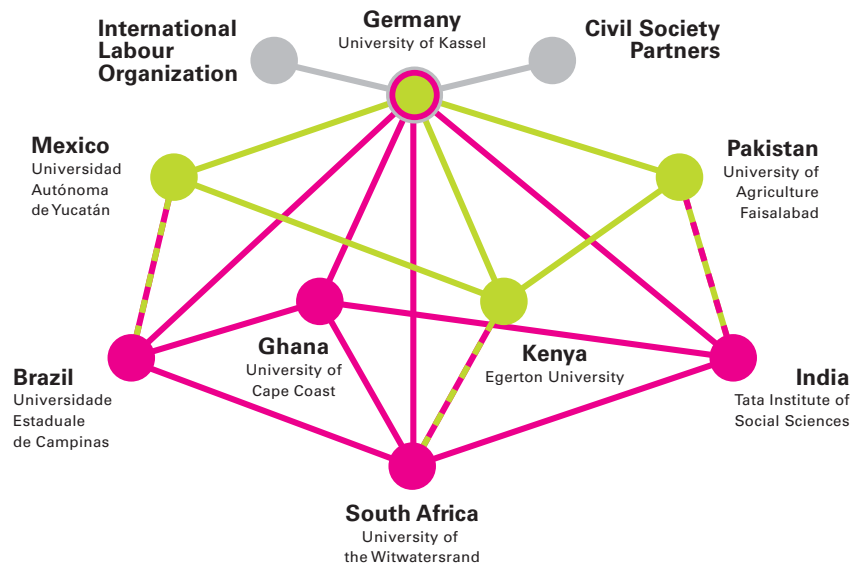 International
Labour
Organization
Germany
University of Kassel
Civil Society
Partners
Mexico
Universidad
Autónoma
de Yucatán
Pakistan
University of
Agriculture
Faisalabad
Ghana
University of
Cape Coast
Kenya
Egerton University
Brazil
Universidade
Estaduale
de Campinas
India
Tata Institute of
Social Sciences
South Africa
University of
the Witwatersrand